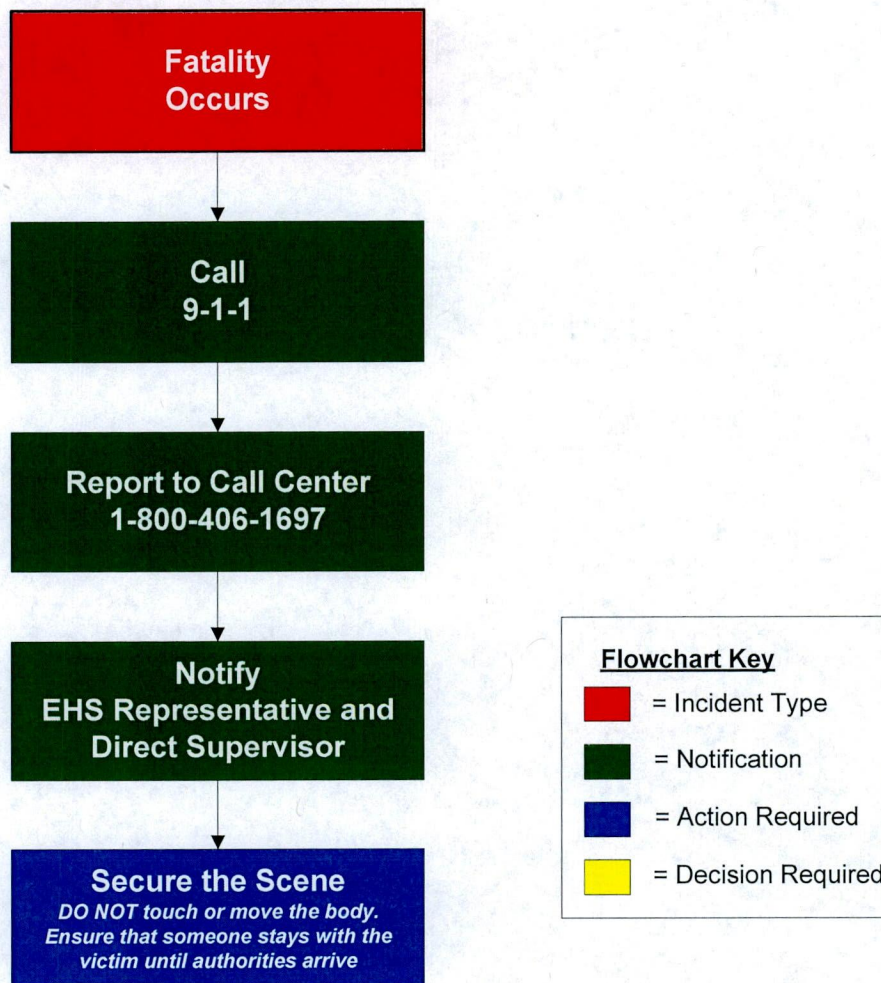 Fatality
Occurs
Call
9-1-1
Report to Call Center
1-800-406-1697
Notify
EHS Representative and
Direct Supervisor
Secure the Scene
DO NOT touch or move the body.
Ensure that someone stays with the
victim until authorities arrive
Flowchart Key
= Incident Type
= Notification
= Action Required
= Decision Required